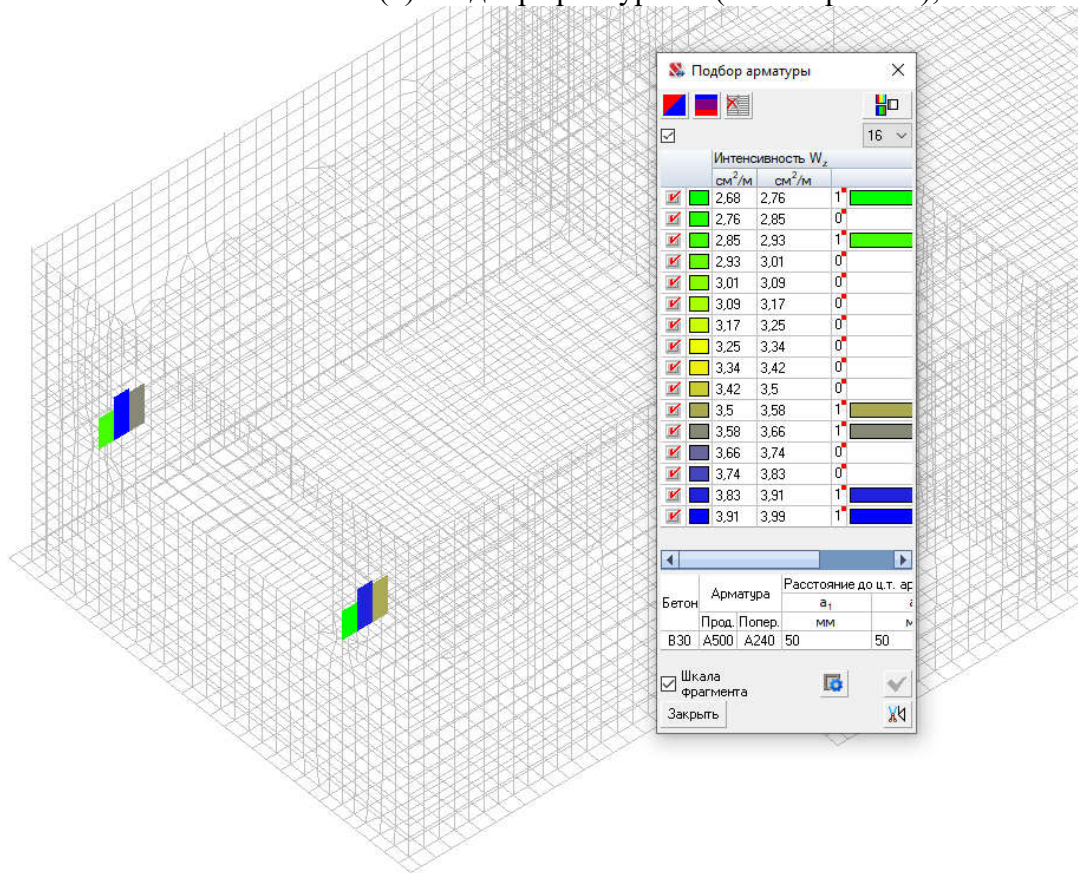 Подбор арматуры
16
Интенсивность Wz
см2/м см2/м
2,68 2,76 1
2,76 2,85 0
2,85 2,93 1
2,93 3,01 0
3,01 3,09 0
3,09 3,17 0
3,17 3,25 0
3,25 3,34 0
3,34 3,42 0
3,42 3,5 0
3,5 3,58 1
3,58 3,66 1
3,66 3,74 0
3,74 3,83 0
3,83 3,91 1
3,91 3,99 1
Бетон Арматура Расстояние до ц.т. ар
a1
Прод. Попер. мм
B30 A500 A240 50 50
Шкала
фрагмента
Закрыть